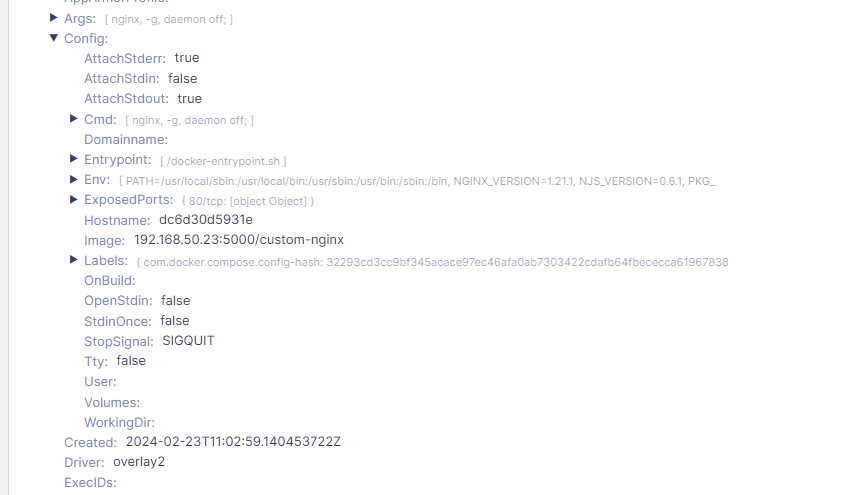 Args: [ nginx, -g, daemon off; ]
Config:
AttachStderr: true
AttachStdin: false
AttachStdout: true
Cmd: [ nginx, -g, daemon off; ]
Domainname:
Entrypoint: [ /docker-entrypoint.sh ]
Env: [ PATH=/usr/local/sbin:/usr/local/bin:/usr/sbin:/usr/bin:/sbin:/bin, NGINX_VERSION=1.21.1, NJS_VERSION=0.6.1, PKG_
ExposedPorts: { 80/tcp: [object Object] }
Hostname: dc6d30d5931e
Image: 192.168.50.23:5000/custom-nginx
Labels: { com.docker.compose.config-hash: 32293cd3cc9bf345acace97ec46afa0ab7303422cdafb64fbececca61967838
OnBuild:
OpenStdin: false
StdinOnce: false
StopSignal: SIGQUIT
Tty: false
User:
Volumes:
WorkingDir:
Created: 2024-02-23T11:02:59.140453722Z
Driver: overlay2
ExecIDs: